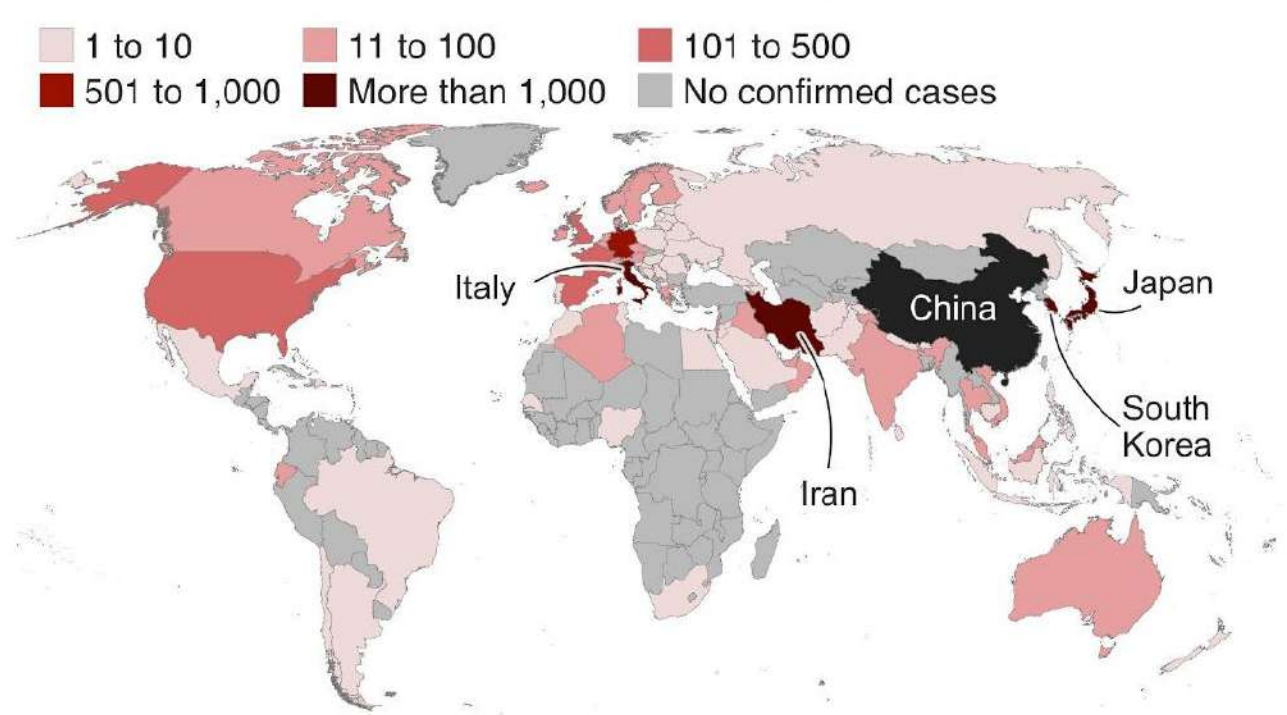 1 to 10
11 to 100
101 to 500
501 to 1,000
More than 1,000
No confirmed cases
Italy
China
Japan
South
Korea
Iran